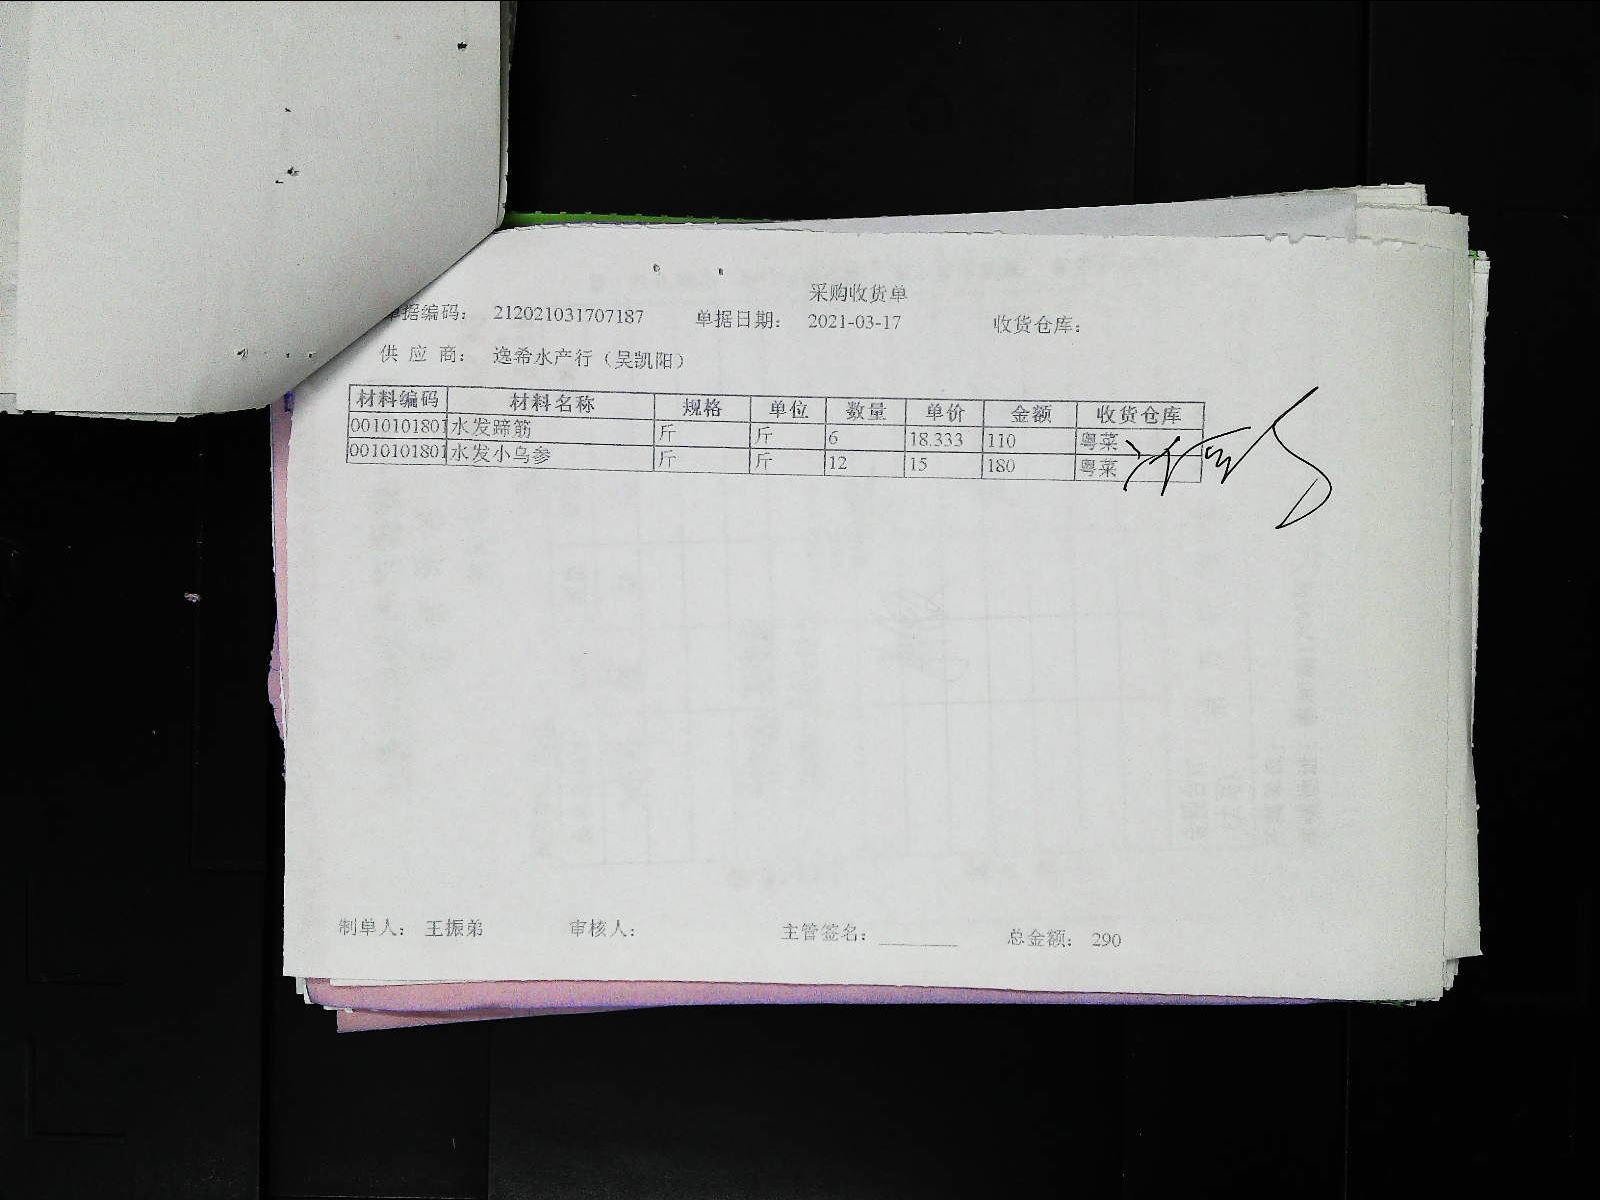 采购收货单
单据编码： 212021031707187 单据日期： 2021-03-17 收货仓库：
供 应 商： 逸希水产行（吴凯阳）
材料编码 材料名称 规格 单位 数量 单价 金额 收货仓库
0010101801 水发蹄筋 斤 斤 6 18.333 110 粤菜
0010101801 水发小乌参 斤 斤 12 15 180 粤菜
制单人： 王振弟 审核人： 主管签名：________ 总金额： 290